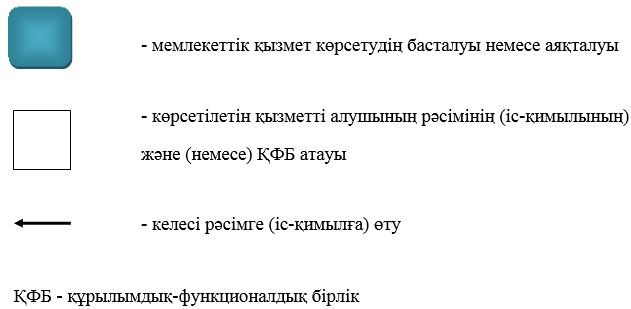 - мемлекеттік қызмет көрсетудің басталуы немесе аяқталуы
- көрсетілетін қызметті алушының рәсімінің (іс-қимылының)
және (немесе) ҚФБ атауы
- келесі рәсімге (іс-қимылға) өту
ҚФБ - құрылымдық-функционалдық бірлік